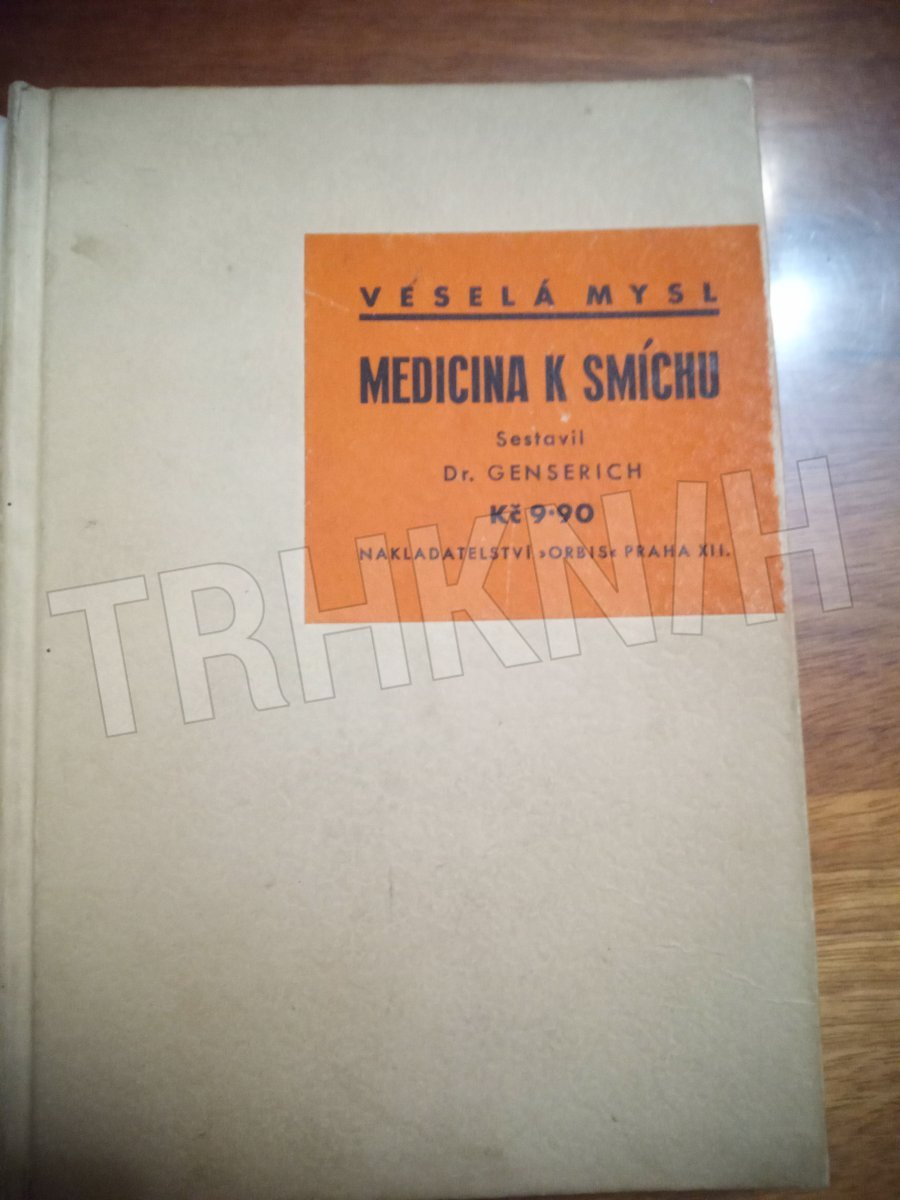 VESELÁ MYSL
MEDICINA K SMÍCHU
Sestavil
Dr. GENSERICH
Kč 9·90
NAKLADATELSTVÍ »ORBIS« PRAHA XII.
TRHKNIH